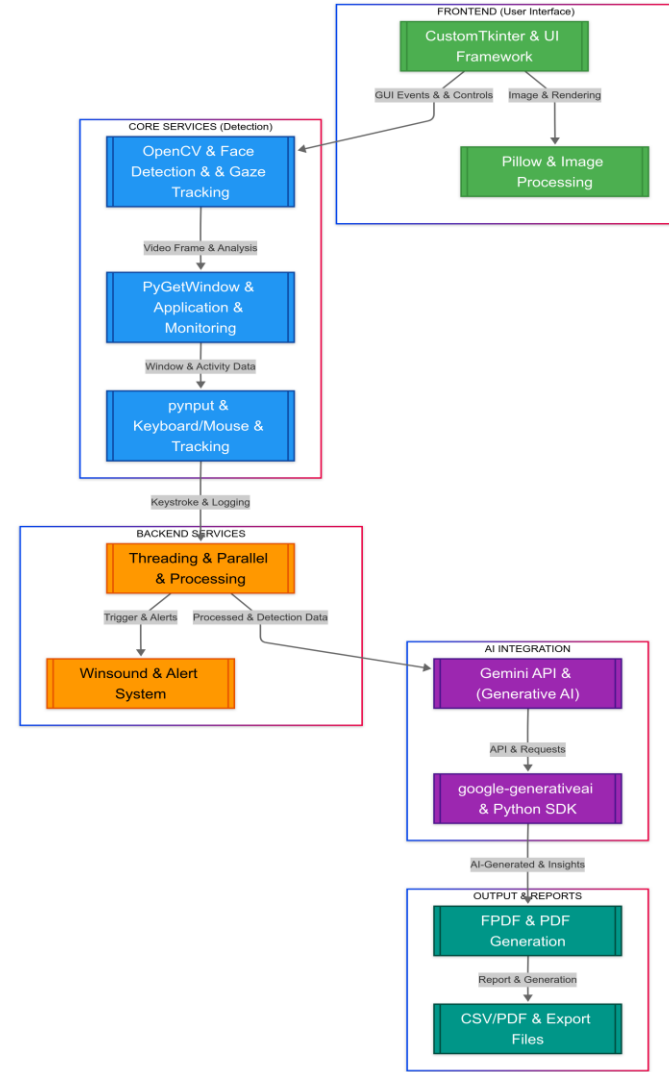 FRONTEND (User Interface)
CustomTkinter & UI
Framework
GUI Events & & Controls
Image & Rendering
Pillow & Image
Processing
CORE SERVICES (Detection)
OpenCV & Face
Detection & & Gaze
Tracking
Video Frame & Analysis
PyGetWindow &
Application &
Monitoring
Window & Activity Data
pynput &
Keyboard/Mouse &
Tracking
Keystroke & Logging
BACKEND SERVICES
Threading & Parallel
& Processing
Trigger & Alerts
Processed & Detection Data
Winsound & Alert
System
AI INTEGRATION
Gemini API &
(Generative AI)
API & Requests
google-generativeai
& Python SDK
AI-Generated & Insights
OUTPUT & REPORTS
FPDF & PDF
Generation
Report & Generation
CSV/PDF & Export
Files